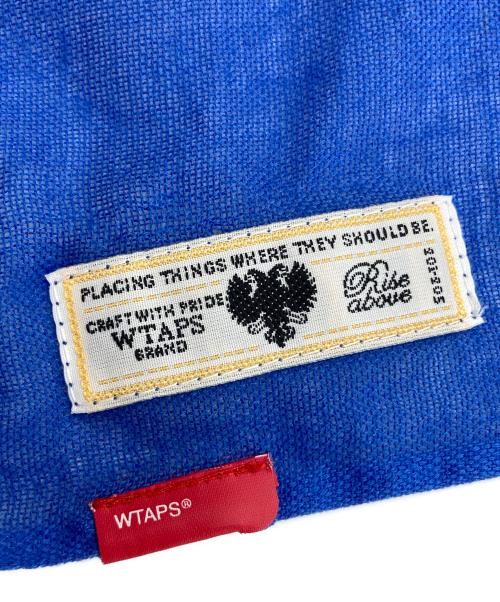 PLACING THINGS WHERE THEY SHOULD BE.
CRAFT WITH PRIDE
WTAPS
BRAND
Rise
above
WTAPS®